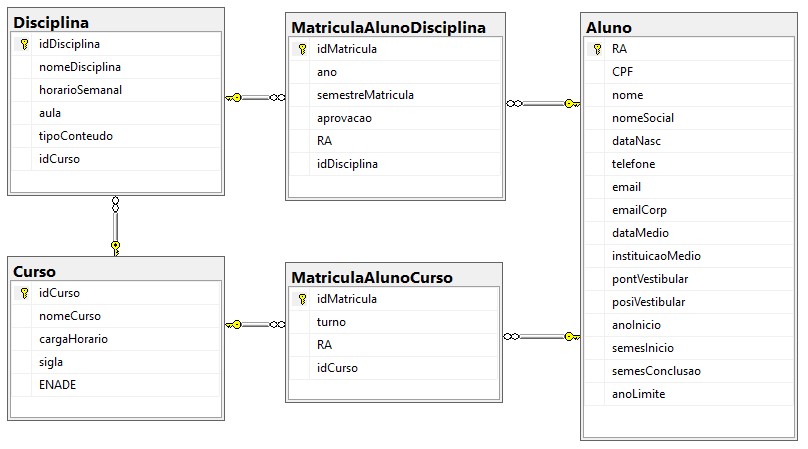 Disciplina
idDisciplina
nomeDisciplina
horarioSemanal
aula
tipoConteudo
idCurso
MatriculaAlunoDisciplina
idMatricula
ano
semestreMatricula
aprovacao
RA
idDisciplina
Aluno
RA
CPF
nome
nomeSocial
dataNasc
telefone
email
emailCorp
dataMedio
instituicaoMedio
pontVestibular
posiVestibular
anoInicio
semesInicio
semesConclusao
anoLimite
Curso
idCurso
nomeCurso
cargaHorario
sigla
ENADE
MatriculaAlunoCurso
idMatricula
turno
RA
idCurso